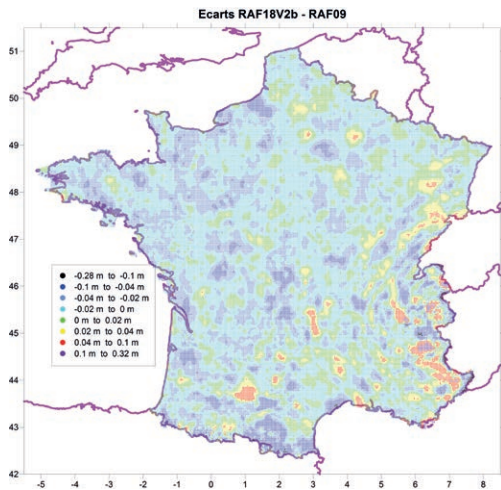 Ecarts RAF18V2b - RAF09
51
50
49
48
47
46
45
44
43
42
-0.28 m to -0.1 m
-0.1 m to -0.04 m
-0.04 m to -0.02 m
-0.02 m to 0 m
0 m to 0.02 m
0.02 m to 0.04 m
0.04 m to 0.1 m
0.1 m to 0.32 m
-5 -4 -3 -2 -1 0 1 2 3 4 5 6 7 8